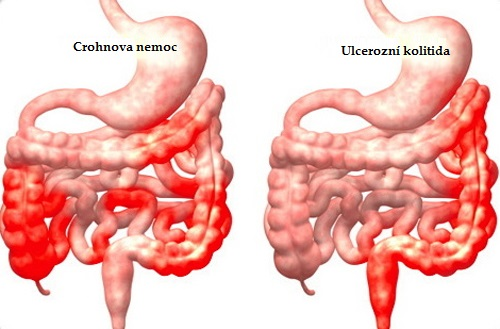 Crohnova nemoc
Ulcerozní kolitida